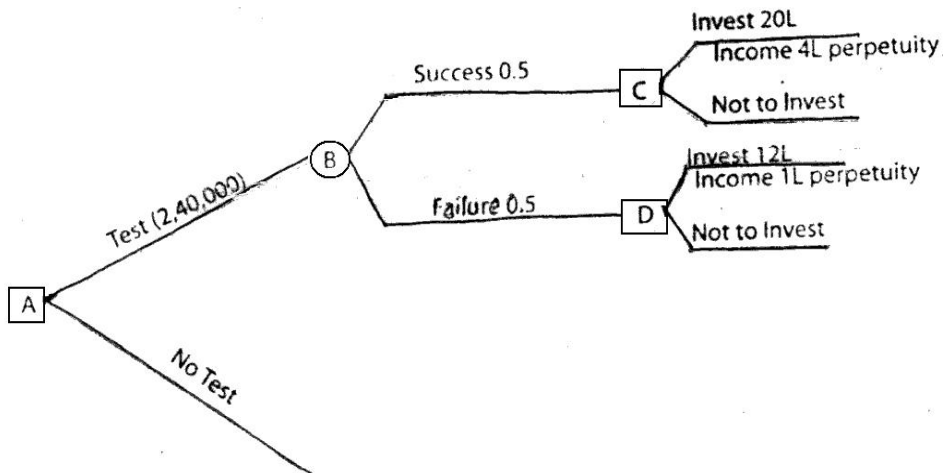 Invest 20L
Income 4L perpetuity
Success 0.5
C
Not to Invest
B
Invest 12L
Income 1L perpetuity
Test (2,40,000)
Failure 0.5
D
Not to Invest
A
No Test